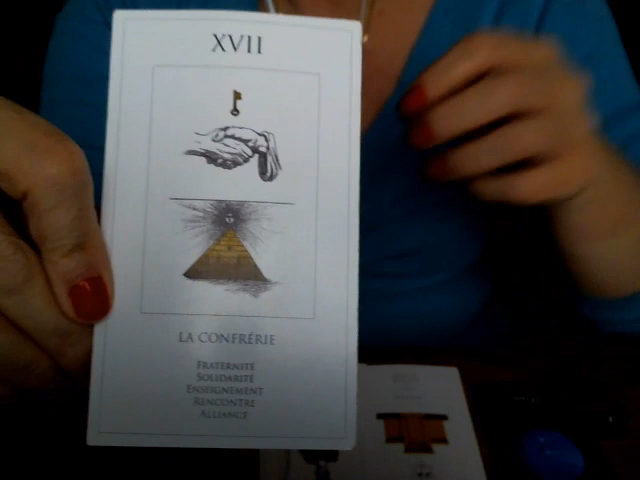 XVII
LA CONFRÉRIE
FRATERNITÉ
SOLIDARITÉ
ENSEIGNEMENT
RENCONTRE
ALLIANCE